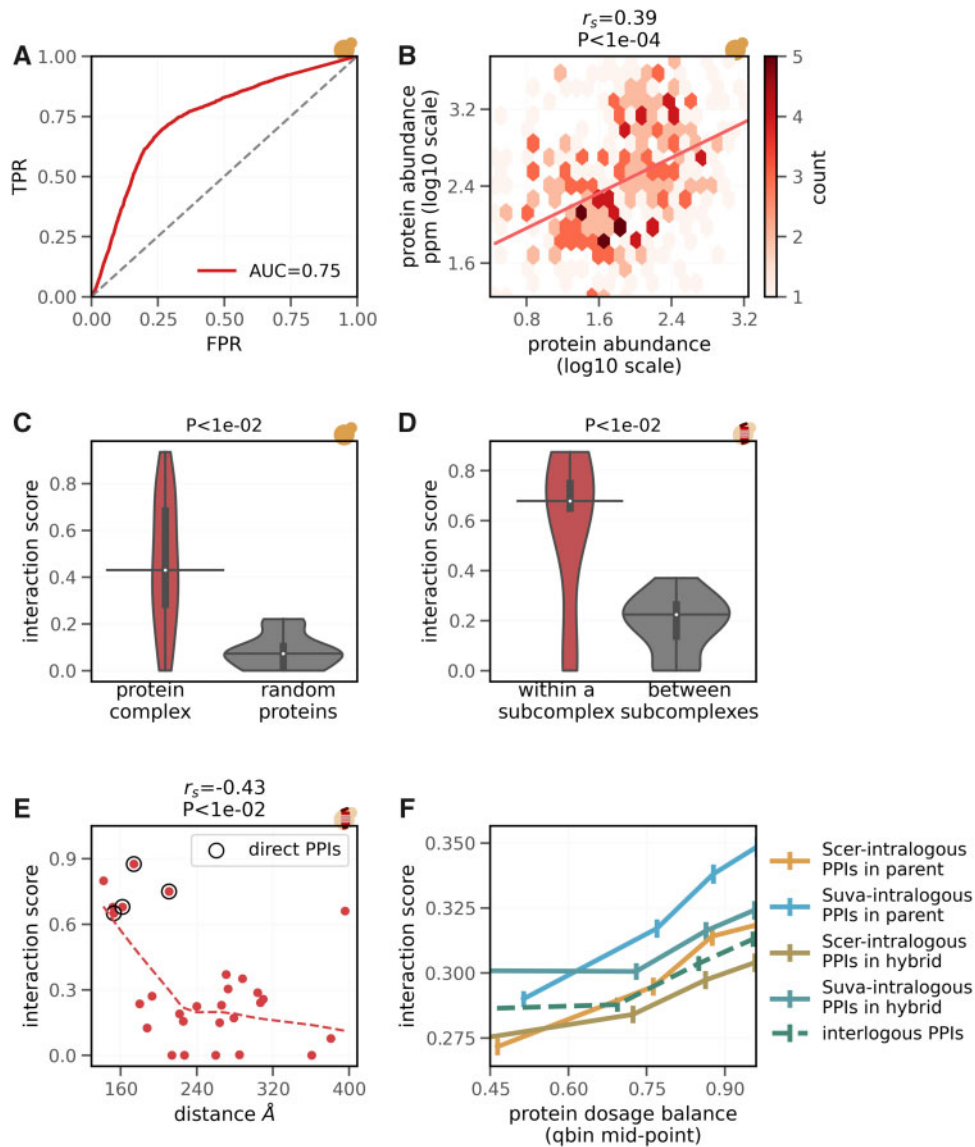 A
1.00
0.75
0.50
0.25
0.00
TPR
0.00 0.25 0.50 0.75 1.00
FPR
AUC=0.75
B
rs=0.39
P<1e-04
3.2
2.4
1.6
protein abundance
ppm (log10 scale)
0.8 1.6 2.4 3.2
protein abundance
(log10 scale)
5
4
3
2
1
count
C
P<1e-02
0.8
0.6
0.4
0.2
0.0
interaction score
protein
complex
random
proteins
D
P<1e-02
0.8
0.6
0.4
0.2
0.0
interaction score
within a
subcomplex
between
subcomplexes
E
rs=-0.43
P<1e-02
direct PPIs
0.9
0.6
0.3
0.0
interaction score
160 240 320 400
distance Å
F
0.350
0.325
0.300
0.275
interaction score
0.45 0.60 0.75 0.90
protein dosage balance
(qbin mid-point)
Scer-intralogous
PPIs in parent
Suva-intralogous
PPIs in parent
Scer-intralogous
PPIs in hybrid
Suva-intralogous
PPIs in hybrid
interlogous PPIs